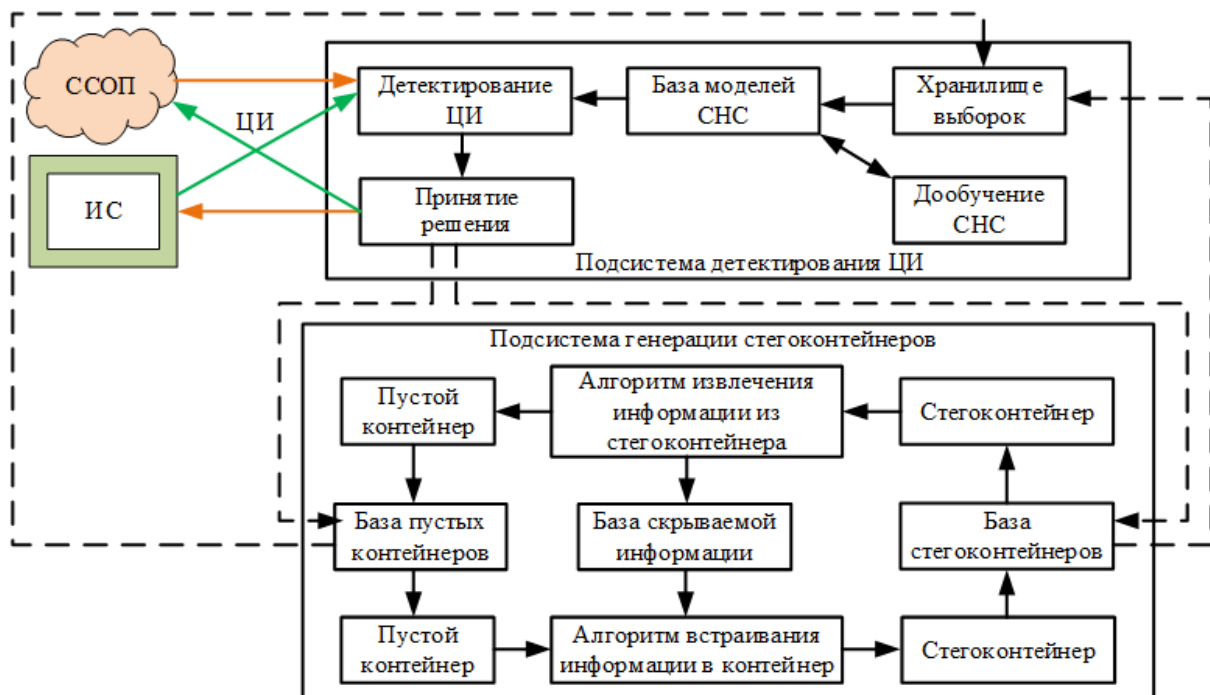 ССОП
ЦИ
ИС
Детектирование
ЦИ
База моделей
СНС
Хранилище
выборок
Принятие
решения
Дообучение
СНС
Подсистема детектирования ЦИ
Подсистема генерации стегоконтейнеров
Пустой
контейнер
Алгоритм извлечения
информации из
стегоконтейнера
Стегоконтейнер
База пустых
контейнеров
База скрываемой
информации
База
стегоконтейнеров
Пустой
контейнер
Алгоритм встраивания
информации в контейнер
Стегоконтейнер